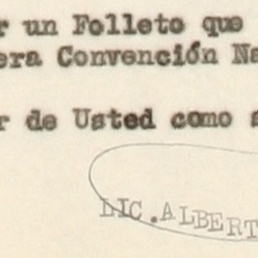 r un Folleto que
era Convención Na
r de Usted como s
LIC. ALBERT